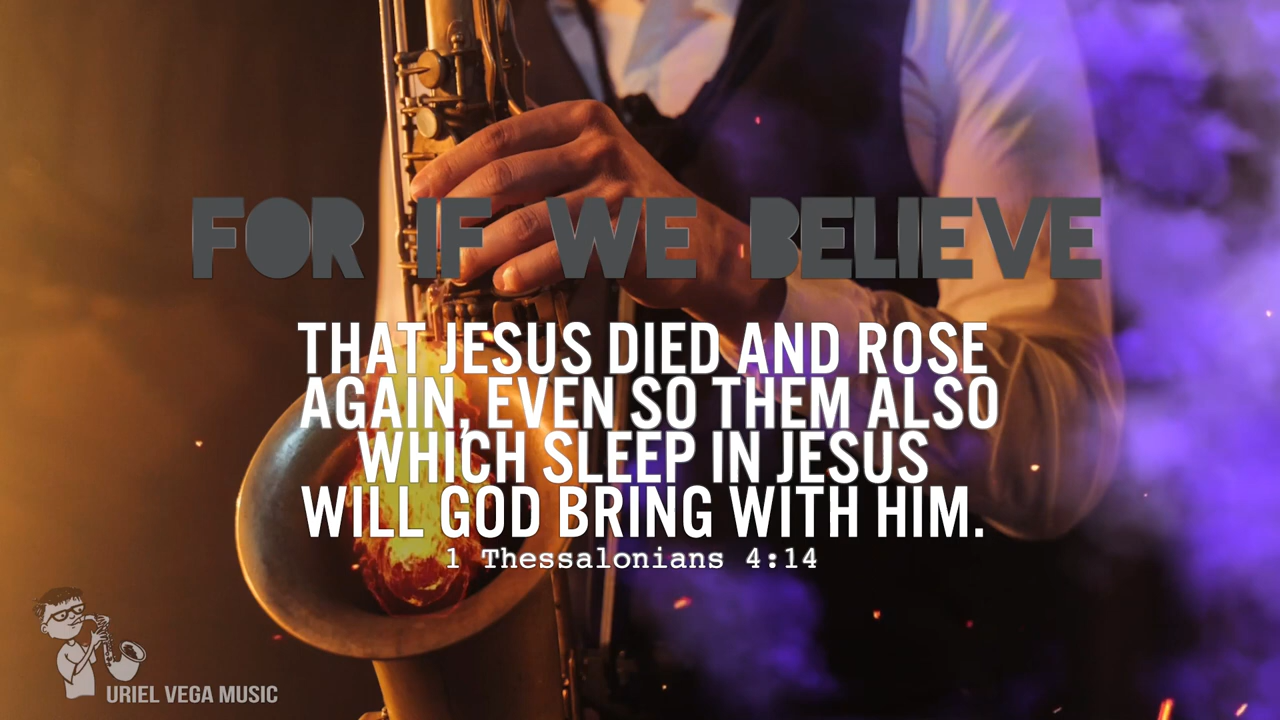 FOR IF WE BELIEVE
THAT JESUS DIED AND ROSE
AGAIN, EVEN SO THEM ALSO
WHICH SLEEP IN JESUS
WILL GOD BRING WITH HIM.
1 Thessalonians 4:14
URIEL VEGA MUSIC